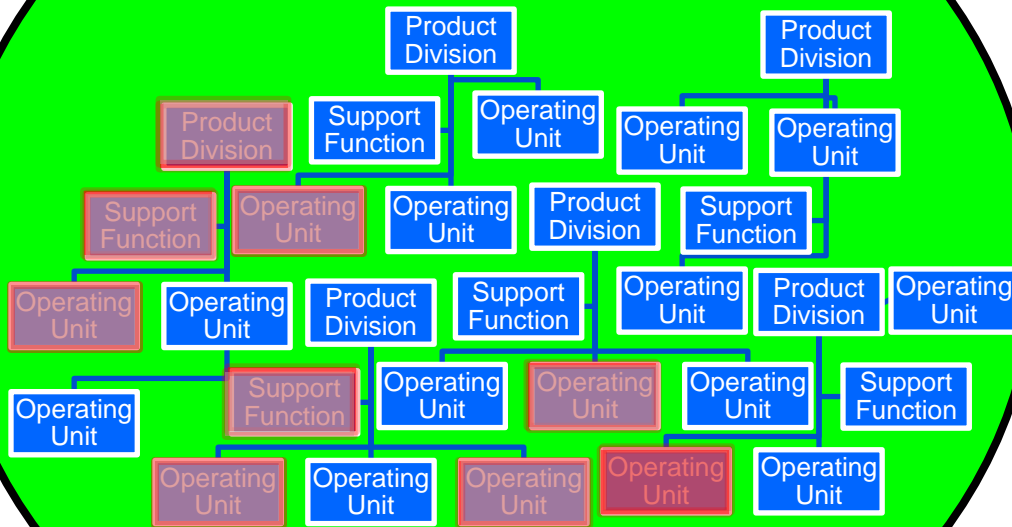 Product
Division
Product
Division
Product
Division
Support
Function
Operating
Unit
Operating
Unit
Operating
Unit
Support
Function
Operating
Unit
Operating
Unit
Product
Division
Support
Function
Operating
Unit
Operating
Unit
Product
Division
Support
Function
Operating
Unit
Product
Division
Operating
Unit
Operating
Unit
Support
Function
Operating
Unit
Operating
Unit
Operating
Unit
Support
Function
Operating
Unit
Operating
Unit
Operating
Unit
Operating
Unit
Operating
Unit